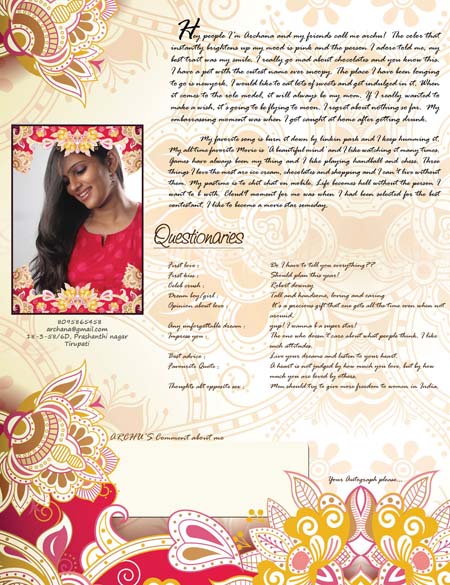 Hey people I'm Archana and my friends call me archu! The color that
instantly brightens up my mood is pink and the person I adore told me, my
best trait was my smile. I really go mad about chocolates and you know this.
I have a pet with the cutest name ever snoopy. The place I have been longing
to go is newyork. I would like to eat lots of sweets and get indulged in it. When
it comes to the role model, it will always be my mom. If I really wanted to
make a wish, it's going to be flying to moon. I regret about nothing so far. My
embarrassing moment was when I got caught at home after getting drunk.
My favorite song is burn it down by linkin park and I keep humming it.
My all time favorite Movie is 'A beautiful mind' and I like watching it many times.
Games have always been my thing and I like playing handball and chess. Three
things I love the most are ice cream, chocolates and shopping and I can't live without
them. My pastime is to chit chat on mobile. Life becomes hell without the person I
want to b with. Cloud9 moment for me was when I had been selected for the best
contestant. I like to become a movie star someday.
Questionaries
First love : Do I have to tell you everything??
First kiss : Should plan this year!
Celeb crush : Robert downey
Dream boy/girl : Tall and handsome, loving and caring
Opinion about love : It's a precious gift that one gets all the time even when not
around.
Any unforgettable dream : yup! I wanna b a super star!
Impress you : The one who doesn't care about what people think. I like
such attitudes.
Best advice : Live your dreams and listen to your heart.
Favourite Quote : A heart is not judged by how much you love, but by how
much you are loved by others.
Thoughts abt opposite sex : Men should try to give more freedom to women in India.
8095865458
archana@gmail.com
18-3-58/6D, Prashanthi nagar
Tirupati
ARCHU'S Comment about me
Your Autograph please...